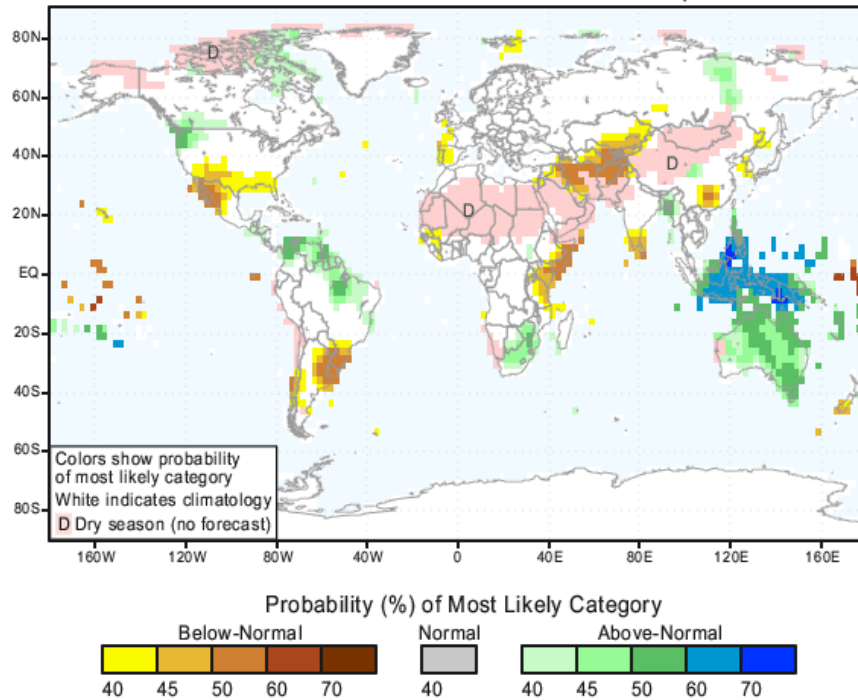 80N
D
60N
40N
D
20N
D
EQ
20S
40S
60S
80S
Colors show probability
of most likely category
White indicates climatology
D Dry season (no forecast)
160W 120W 80W 40W 0 40E 80E 120E 160E
Probability (%) of Most Likely Category
Below-Normal Normal Above-Normal
40 45 50 60 70 40 40 45 50 60 70